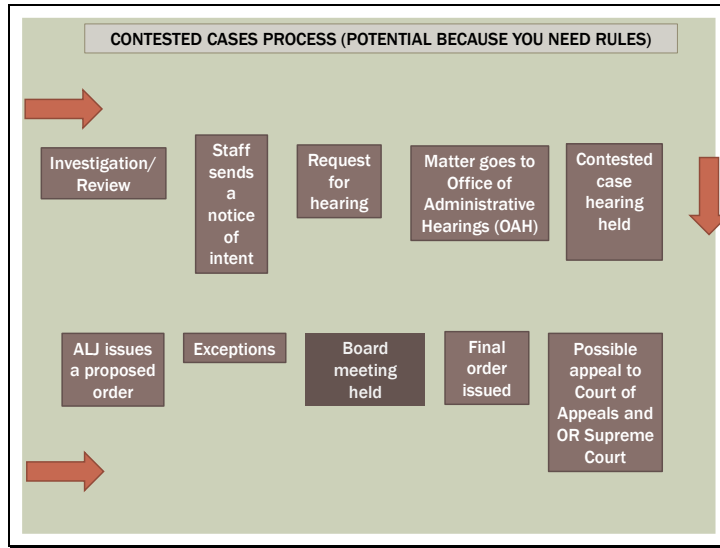 CONTESTED CASES PROCESS (POTENTIAL BECAUSE YOU NEED RULES)
Investigation/
Review
Staff
sends
a
notice
of
intent
Request
for
hearing
Matter goes to
Office of
Administrative
Hearings (OAH)
Contested
case
hearing
held
ALJ issues
a proposed
order
Exceptions
Board
meeting
held
Final
order
issued
Possible
appeal to
Court of
Appeals and
OR Supreme
Court